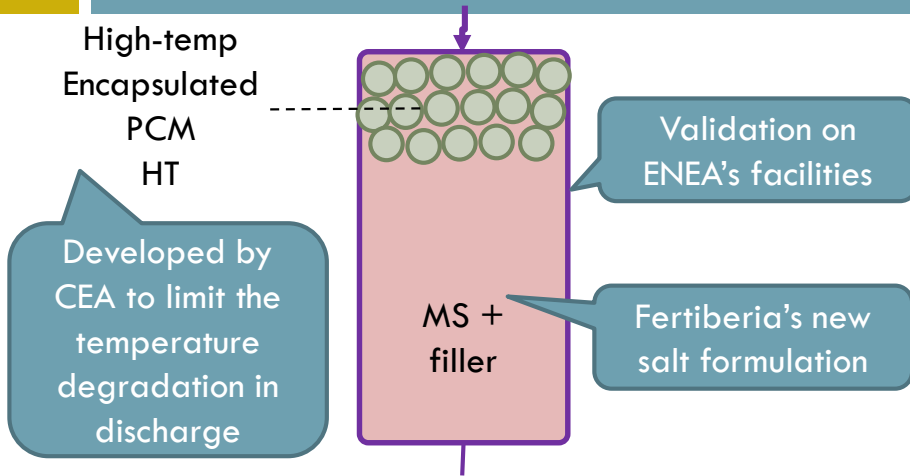 High-temp
Encapsulated
PCM
HT
Developed by
CEA to limit the
temperature
degradation in
discharge
MS +
filler
Validation on
ENEA's facilities
Fertiberia's new
salt formulation